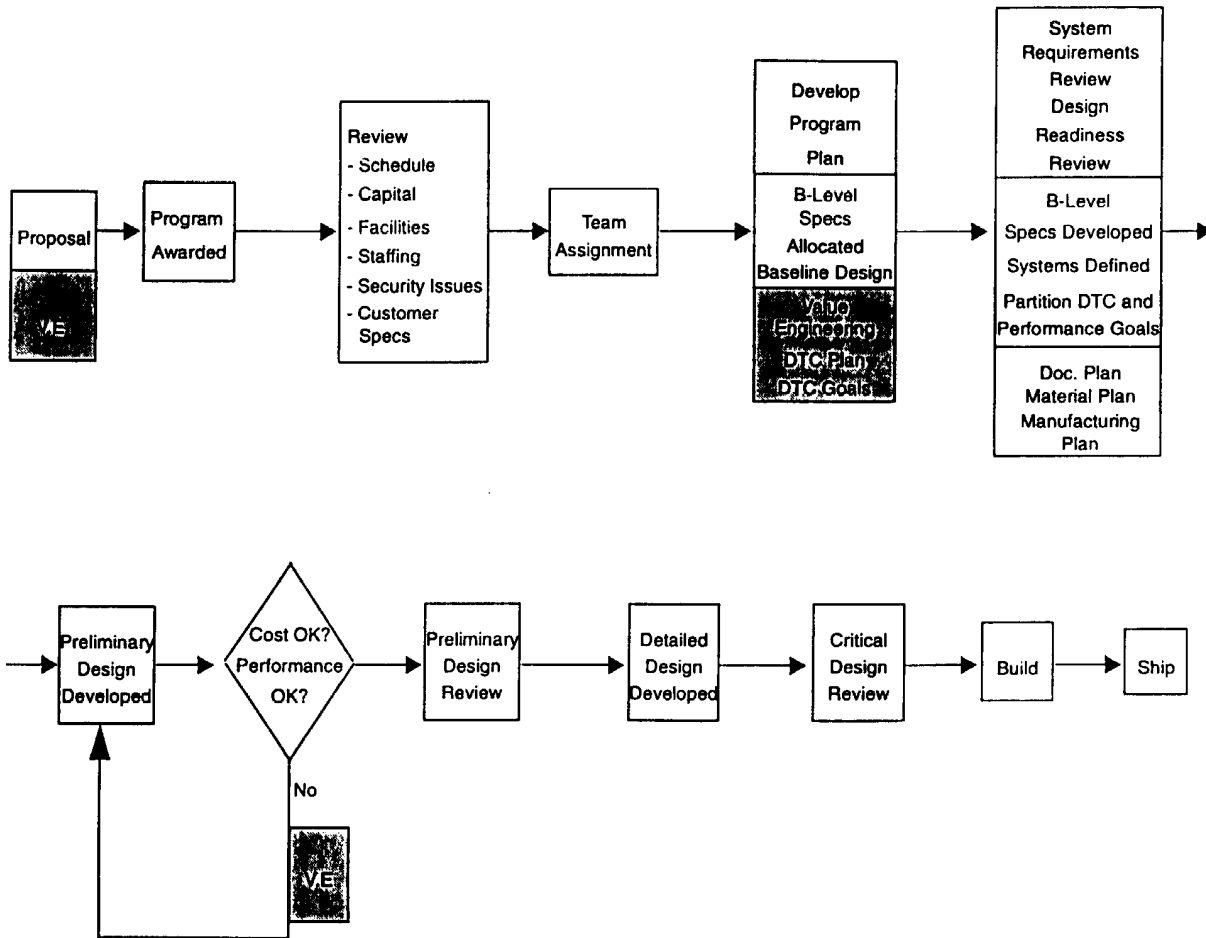 Proposal
V.E
Program
Awarded
Review
- Schedule
- Capital
- Facilities
- Staffing
- Security Issues
- Customer
Specs
Team
Assignment
Develop
Program
Plan
B-Level
Specs
Allocated
Baseline Design
Value
Engineering
DTC Plan
DTC Goals
System
Requirements
Review
Design
Readiness
Review
B-Level
Specs Developed
Systems Defined
Partition DTC and
Performance Goals
Doc. Plan
Material Plan
Manufacturing
Plan
Preliminary
Design
Developed
Cost OK?
Performance
OK?
No
V.E
Preliminary
Design
Review
Detailed
Design
Developed
Critical
Design
Review
Build
Ship